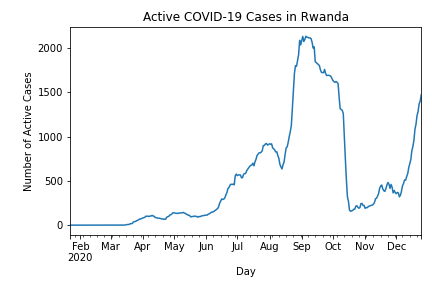 Active COVID-19 Cases in Rwanda
Number of Active Cases
2000
1500
1000
500
0
Feb Mar Apr May Jun Jul Aug Sep Oct Nov Dec
2020
Day